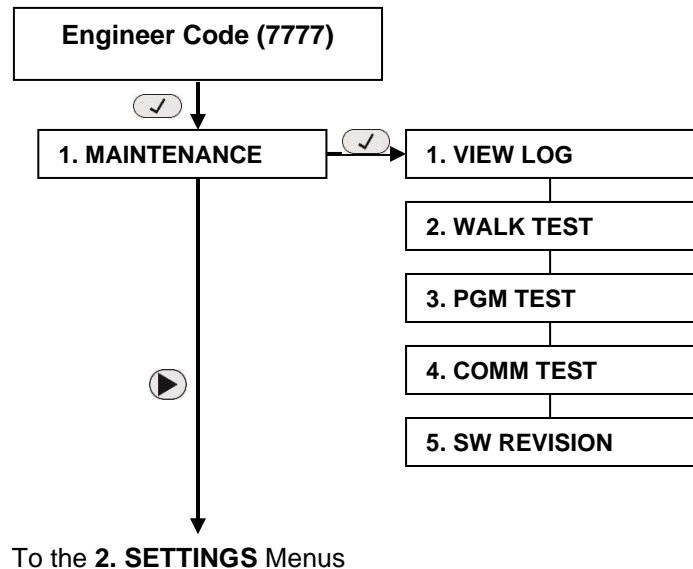 Engineer Code (7777)
1. MAINTENANCE
1. VIEW LOG
2. WALK TEST
3. PGM TEST
4. COMM TEST
5. SW REVISION
To the 2. SETTINGS Menus